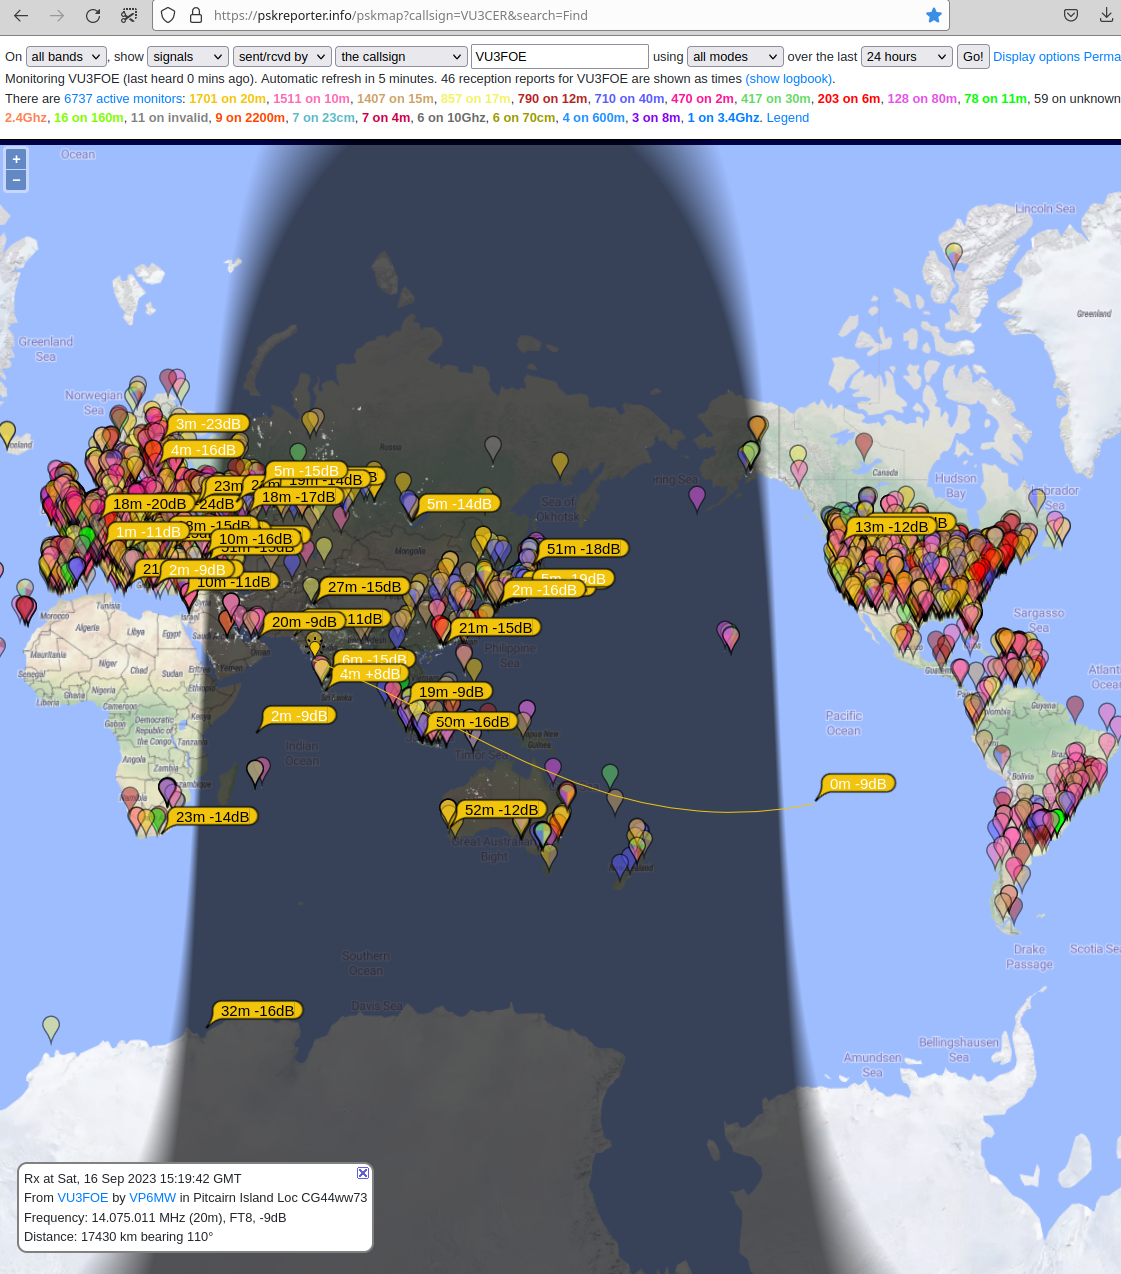 https://pskreporter.info/pskmap?callsign=VU3CER&search=Find
On all bands , show signals sent/rcvd by the callsign VU3FOE using all modes over the last 24 hours Go! Display options Perma
Monitoring VU3FOE (last heard 0 mins ago). Automatic refresh in 5 minutes. 46 reception reports for VU3FOE are shown as times (show logbook).
There are 6737 active monitors: 1701 on 20m, 1511 on 10m, 1407 on 15m, 857 on 17m, 790 on 12m, 710 on 40m, 470 on 2m, 417 on 30m, 203 on 6m, 128 on 80m, 78 on 11m, 59 on unknown
2.4Ghz, 16 on 160m, 11 on invalid, 9 on 2200m, 7 on 23cm, 7 on 4m, 6 on 10Ghz, 6 on 70cm, 4 on 600m, 3 on 8m, 1 on 3.4Ghz. Legend
+
−
Ocean
Lincoln Sea
Greenland
Greenland
Sea
Norwegian
Sea
3m -23dB
4m -16dB
Russia
5m -15dB
19m -14dB
23m
18m -17dB
18m -20dB
-24dB
5m -14dB
Sea of
Okhotsk
ring Sea
Canada
Hudson
Bay
Labrador
Sea
13m -12dB
1m -11dB
3m -15dB
10m -16dB
Mongolia
51m -18dB
21
2m -9dB
10m -11dB
27m -15dB
5m -19dB
2m -16dB
Tunisia
Morocco
Algeria
Libya
Egypt
Israel
Syria
20m -9dB
11dB
21m -15dB
Sargasso
Sea
Mauritania
Senegal
Niger
Chad
Sudan
Eritrea
Yemen
Oman
Philippine
Sea
Nigeria
Ghana
Liberia
Ethiopia
6m -15dB
4m +8dB
Sri Lanka
19m -9dB
Cameroon
Gabon
Democratic
Republic of
the Congo
Kenya
Tanzania
2m -9dB
50m -16dB
Papua New
Guinea
Timor Sea
Indian
Ocean
Pacific
Ocean
Guyana
Peru
Bolivia
Angola
Zambia
Namibia
0m -9dB
23m -14dB
52m -12dB
Great Australian
Bight
Drake
Passage
Scotia Sea
Southern
Ocean
Davis Sea
32m -16dB
Bellingshausen
Sea
Amundsen
Sea
Rx at Sat, 16 Sep 2023 15:19:42 GMT
From VU3FOE by VP6MW in Pitcairn Island Loc CG44ww73
Frequency: 14.075.011 MHz (20m), FT8, -9dB
Distance: 17430 km bearing 110°